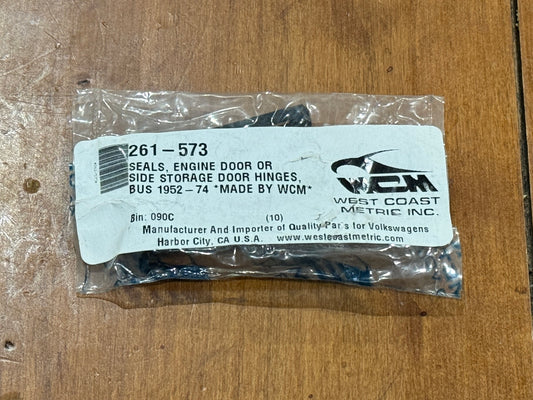 261-573
SEALS, ENGINE DOOR OR
SIDE STORAGE DOOR HINGES,
BUS 1952-74 *MADE BY WCM*
WCM
WEST COAST
METRIC INC.
Bin: 090C (10)
Manufacturer And Importer of Quality Parts for Volkswagens
Harbor City, CA U.S.A. www.westcoastmetric.com